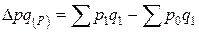 Δpq{P} = ∑ p₁q₁ − ∑ p₀q₁